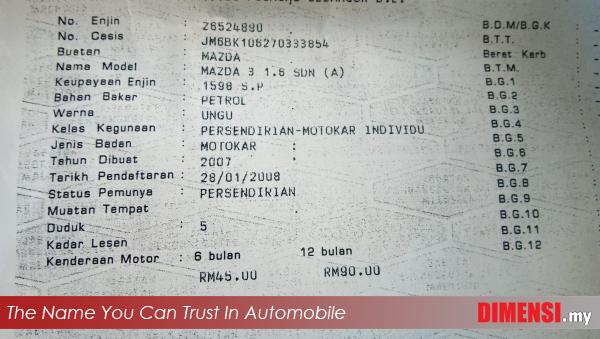 No. Enjin : Z6524890 B.D.M/B.G.K
No. Casis : JM6BK106270333854 B.T.T.
Buatan : MAZDA Berat Karb
Nama Model : MAZDA 3 1.6 SDN (A) B.T.M.
Keupayaan Enjin : 1598 S.P B.G.1
Bahan Bakar : PETROL B.G.2
Warna : UNGU B.G.3
Kelas Kegunaan : PERSENDIRIAN-MOTOKAR INDIVIDU B.G.4
Jenis Badan : MOTOKAR : B.G.5
Tahun Dibuat : 2007 B.G.6
Tarikh Pendaftaran : 28/01/2008 B.G.7
Status Pemunya : PERSENDIRIAN B.G.8
Muatan Tempat B.G.9
Duduk : 5 B.G.10
Kadar Lesen B.G.11
Kenderaan Motor : 6 bulan 12 bulan B.G.12
RM45.00 RM90.00
The Name You Can Trust In Automobile
DIMENSI.my